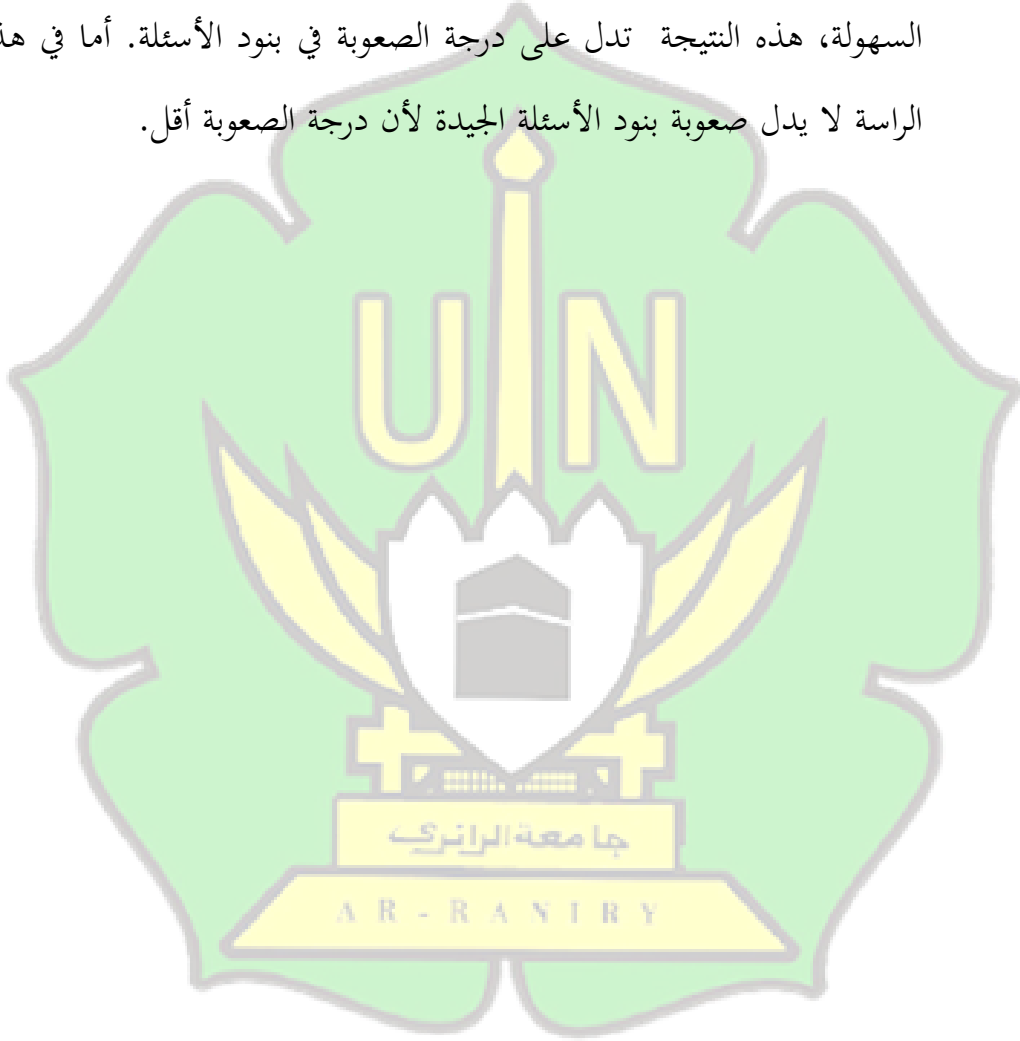 السهولة، هذه النتيجة تدل على درجة الصعوبة في بنود الأسئلة. أما في
الراسة لا يدل صعوبة بنود الأسئلة الجيدة لأن درجة الصعوبة أقل.
UIN
جامعة الرانري
AR-RANIRY